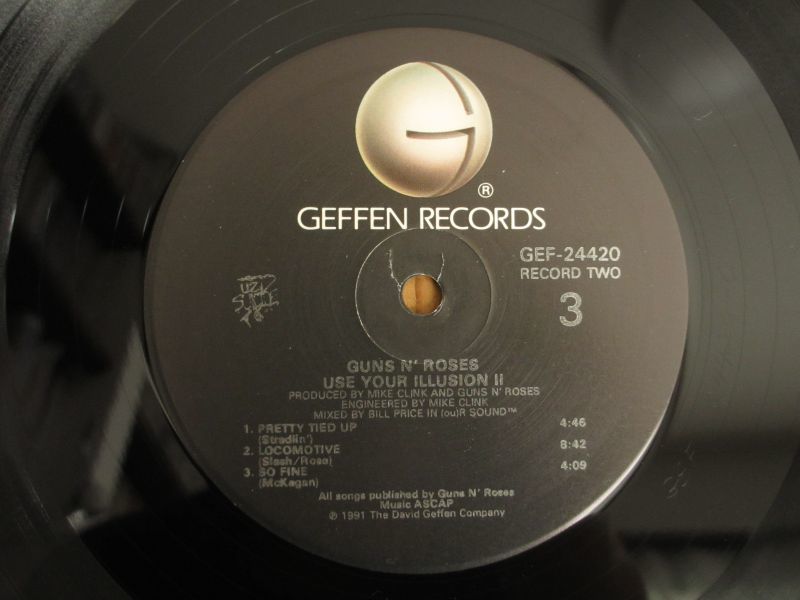 ®
GEFFEN RECORDS
GEF-24420
RECORD TWO
3
UZI
SUICIDE
GUNS N' ROSES
USE YOUR ILLUSION II
PRODUCED BY MIKE CLINK AND GUNS N' ROSES
ENGINEERED BY MIKE CLINK
MIXED BY BILL PRICE IN (ou)R SOUND™
1. PRETTY TIED UP 4:46
(Stradlin')
2. LOCOMOTIVE 8:42
(Slash/Rose)
3. SO FINE 4:09
(McKagan)
All songs published by Guns N' Roses
Music ASCAP
℗ 1991 The David Geffen Company